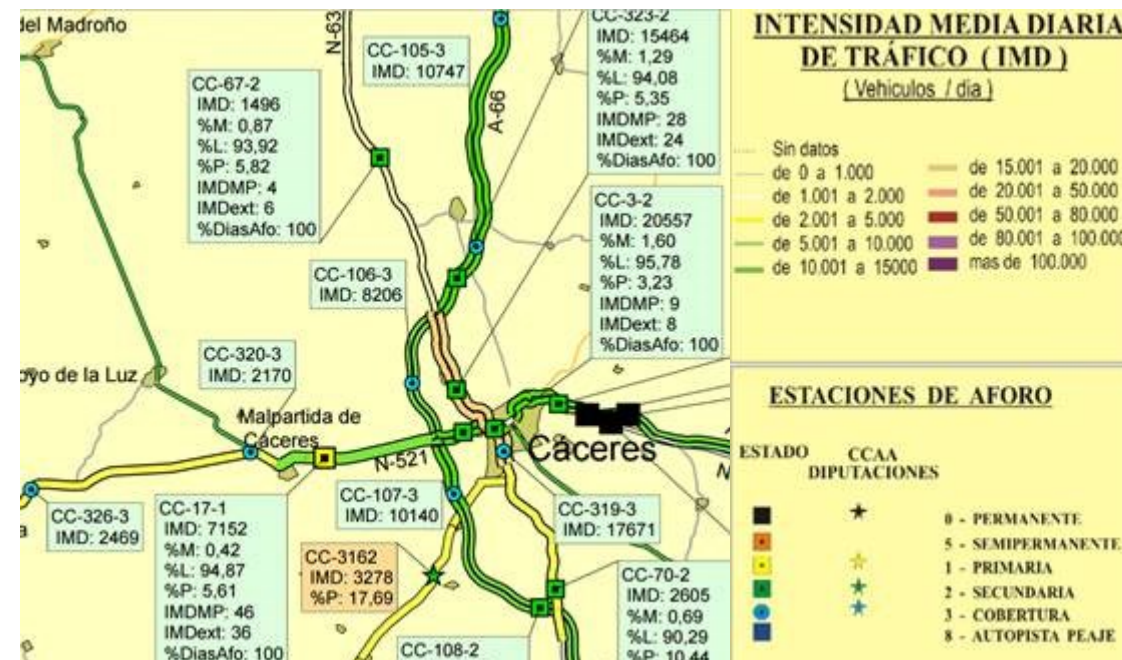 del Madroño
N-63
CC-105-3
IMD: 10747
CC-67-2
IMD: 1496
%M: 0,87
%L: 93,92
%P: 5,82
IMDMP: 4
IMDext: 6
%DiasAfo: 100
A-66
CC-323-2
IMD: 15464
%M: 1,29
%L: 94,08
%P: 5,35
IMDMP: 28
IMDext: 24
%DiasAfo: 100
CC-3-2
IMD: 20557
%M: 1,60
%L: 95,78
%P: 3,23
IMDMP: 9
IMDext: 8
%DiasAfo: 100
CC-106-3
IMD: 8206
CC-320-3
IMD: 2170
oyo de la Luz
Malpartida de
Cáceres
N-521
Cáceres
N
CC-326-3
IMD: 2469
a
CC-17-1
IMD: 7152
%M: 0,42
%L: 94,87
%P: 5,61
IMDMP: 46
IMDext: 36
%DiasAfo: 100
CC-107-3
IMD: 10140
CC-3162
IMD: 3278
%P: 17,69
CC-319-3
IMD: 17671
CC-70-2
IMD: 2605
%M: 0,69
%L: 90,29
%P: 10,44
CC-108-2
INTENSIDAD MEDIA DIARIA
DE TRÁFICO ( IMD )
( Vehiculos / dia )
Sin datos
de 0 a 1.000
de 1.001 a 2.000
de 2.001 a 5.000
de 5.001 a 10.000
de 10.001 a 15000
de 15.001 a 20.000
de 20.001 a 50.000
de 50.001 a 80.000
de 80.001 a 100.000
mas de 100.000
ESTACIONES DE AFORO
ESTADO
CCAA
DIPUTACIONES
0 - PERMANENTE
5 - SEMIPERMANENTE
1 - PRIMARIA
2 - SECUNDARIA
3 - COBERTURA
8 - AUTOPISTA PEAJE